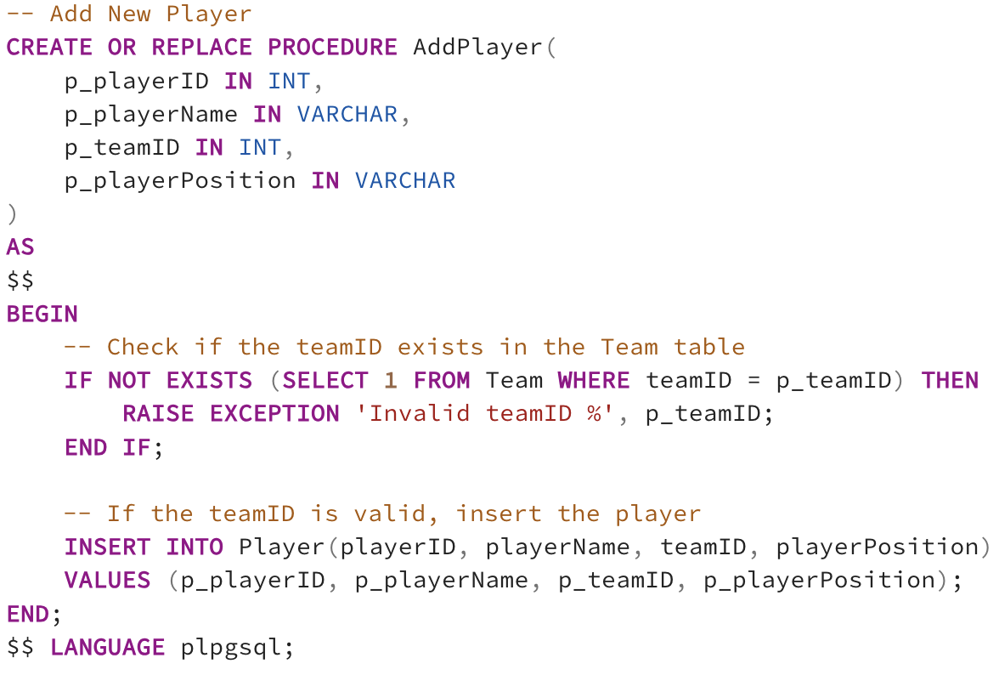 -- Add New Player
CREATE OR REPLACE PROCEDURE AddPlayer(
    p_playerID IN INT,
    p_playerName IN VARCHAR,
    p_teamID IN INT,
    p_playerPosition IN VARCHAR
)
AS
$$
BEGIN
    -- Check if the teamID exists in the Team table
    IF NOT EXISTS (SELECT 1 FROM Team WHERE teamID = p_teamID) THEN
        RAISE EXCEPTION 'Invalid teamID %', p_teamID;
    END IF;

    -- If the teamID is valid, insert the player
    INSERT INTO Player(playerID, playerName, teamID, playerPosition)
    VALUES (p_playerID, p_playerName, p_teamID, p_playerPosition);
END;
$$ LANGUAGE plpgsql;